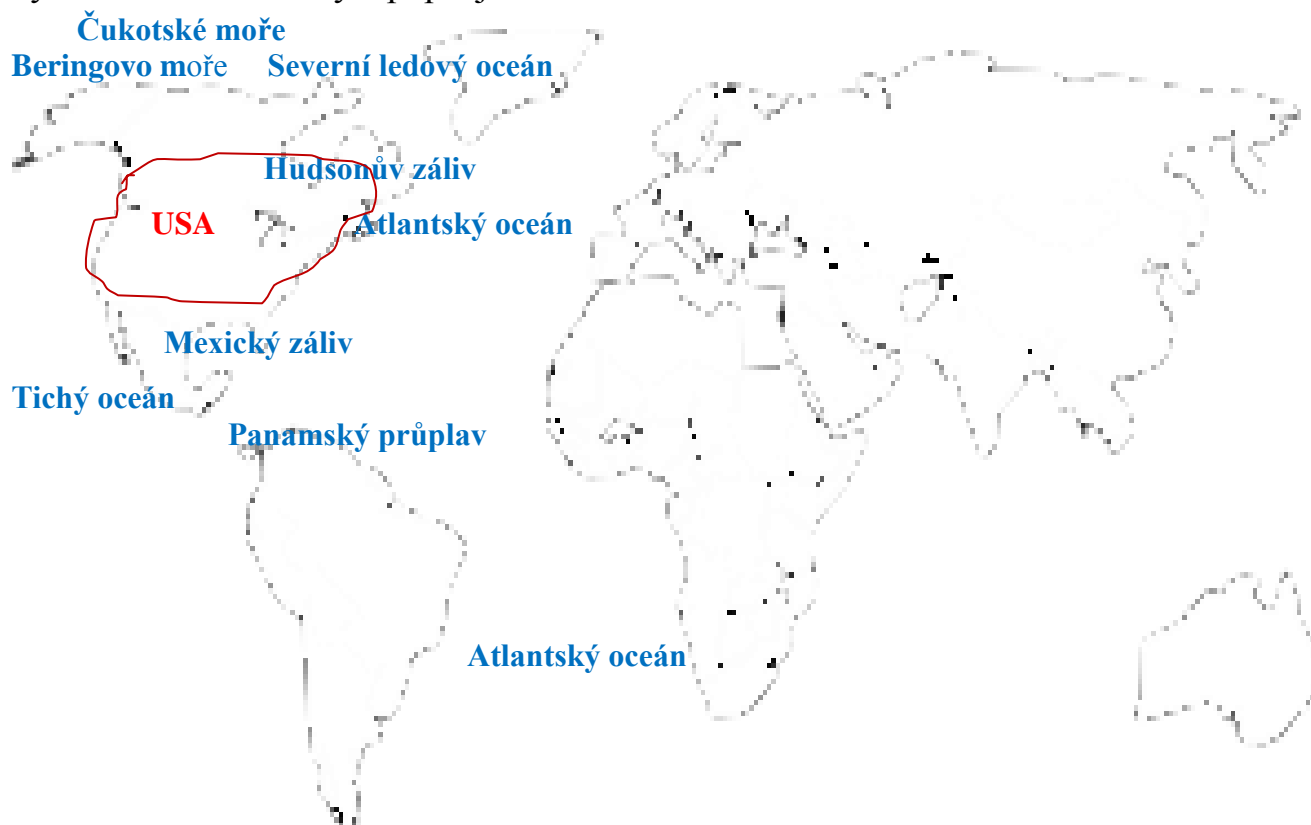 Čukotské moře
Beringovo moře Severní ledový oceán
Hudsonův záliv
USA Atlantský oceán
Mexický záliv
Tichý oceán
Panamský průplav
Atlantský oceán